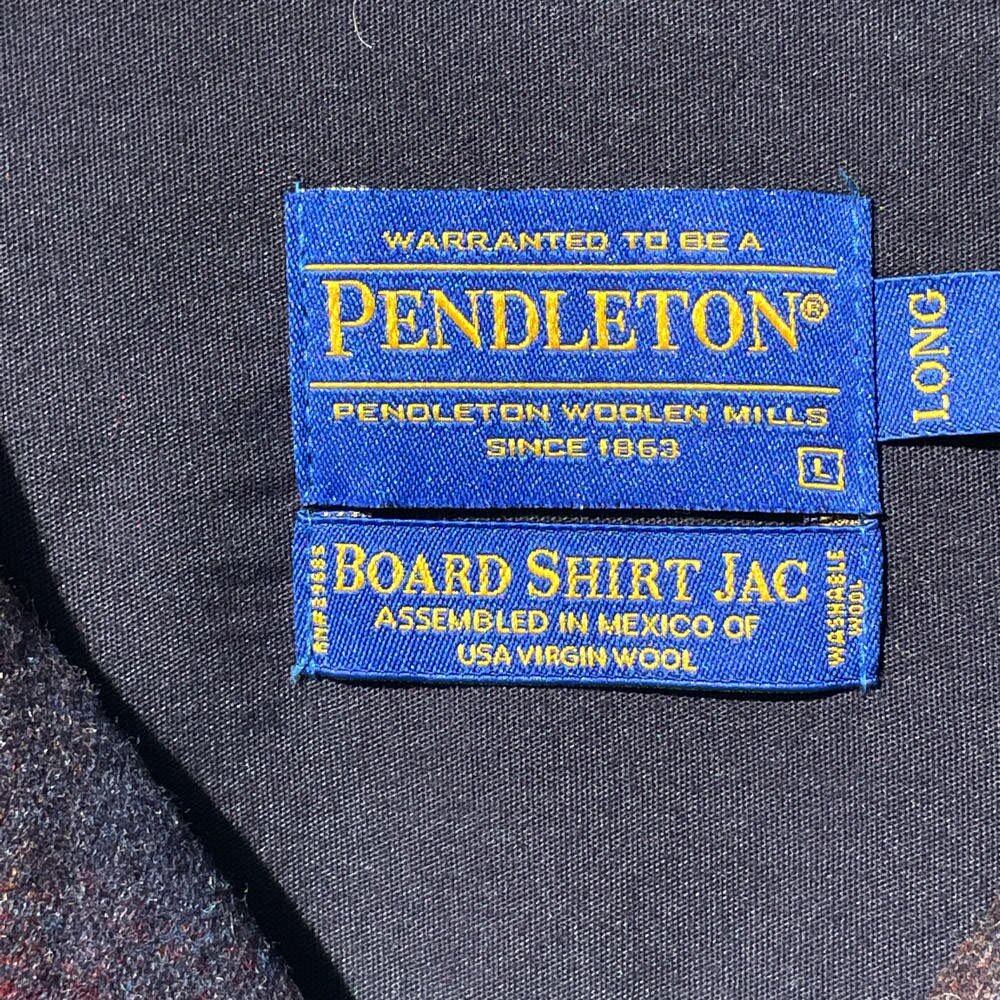 WARRANTED TO BE A
PENDLETON®
PENDLETON WOOLEN MILLS
SINCE 1863
L
LONG
BOARD SHIRT JAC
ASSEMBLED IN MEXICO OF
USA VIRGIN WOOL
WASHABLE
WOOL